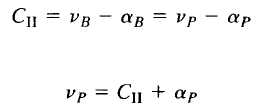 C_II = ν_B − α_B = ν_P − α_P
ν_P = C_II + α_P